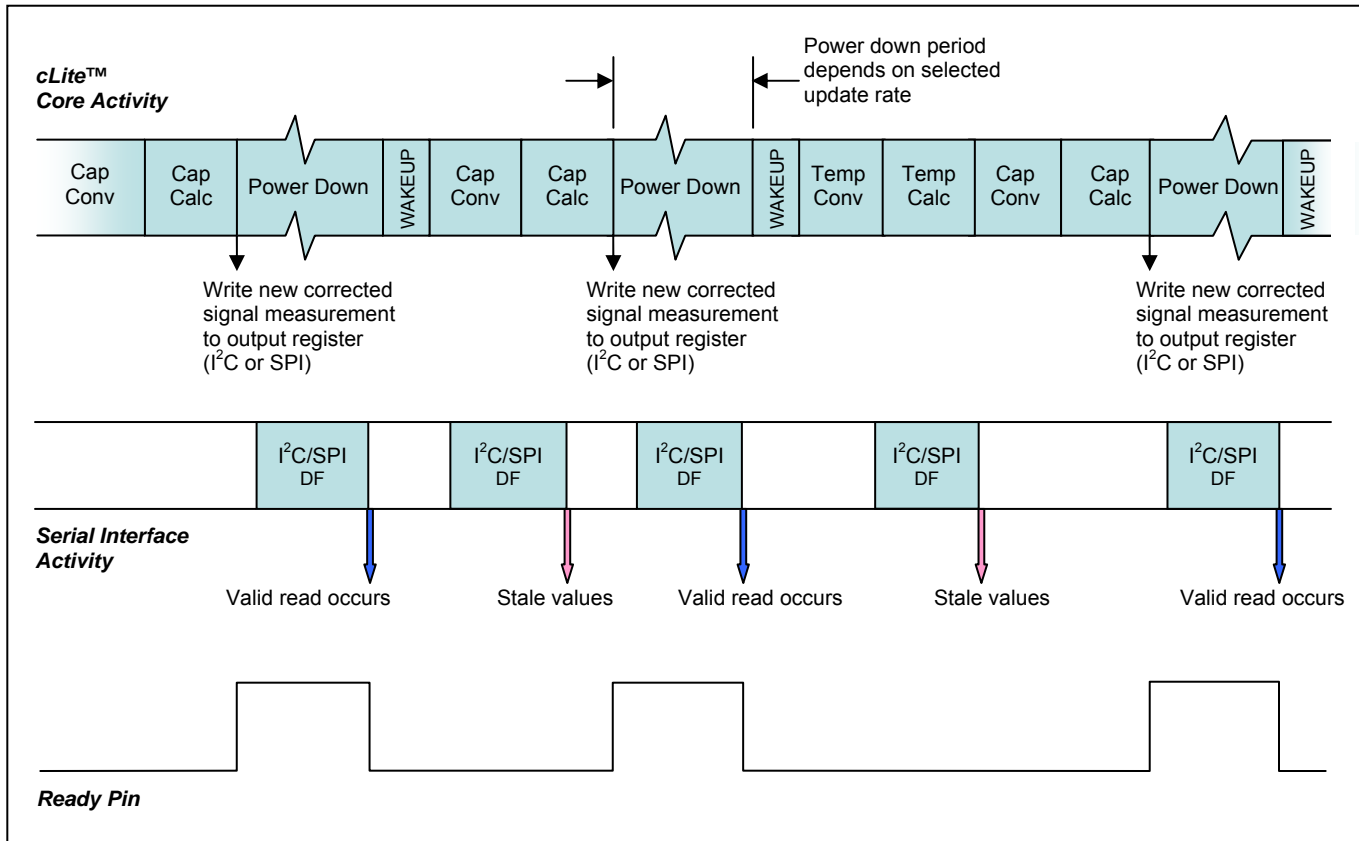 cLite™
Core Activity
Power down period
depends on selected
update rate
Cap
Conv
Cap
Calc
Power Down
WAKEUP
Cap
Conv
Cap
Calc
Power Down
WAKEUP
Temp
Conv
Temp
Calc
Cap
Conv
Cap
Calc
Power Down
WAKEUP
Write new corrected
signal measurement
to output register
(I²C or SPI)
Write new corrected
signal measurement
to output register
(I²C or SPI)
Write new corrected
signal measurement
to output register
(I²C or SPI)
I²C/SPI
DF
I²C/SPI
DF
I²C/SPI
DF
I²C/SPI
DF
I²C/SPI
DF
Serial Interface
Activity
Valid read occurs
Stale values
Valid read occurs
Stale values
Valid read occurs
Ready Pin